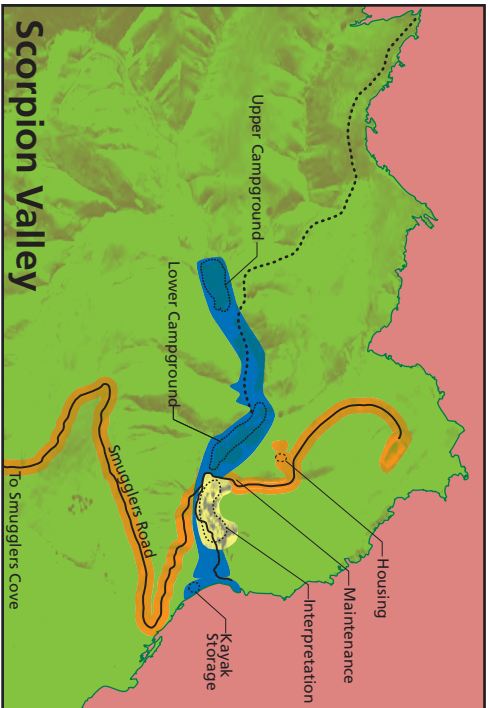 Scorpion Valley
Upper Campground
Lower Campground
Smugglers Road
To Smugglers Cove
Housing
Maintenance
Interpretation
Kayak
Storage